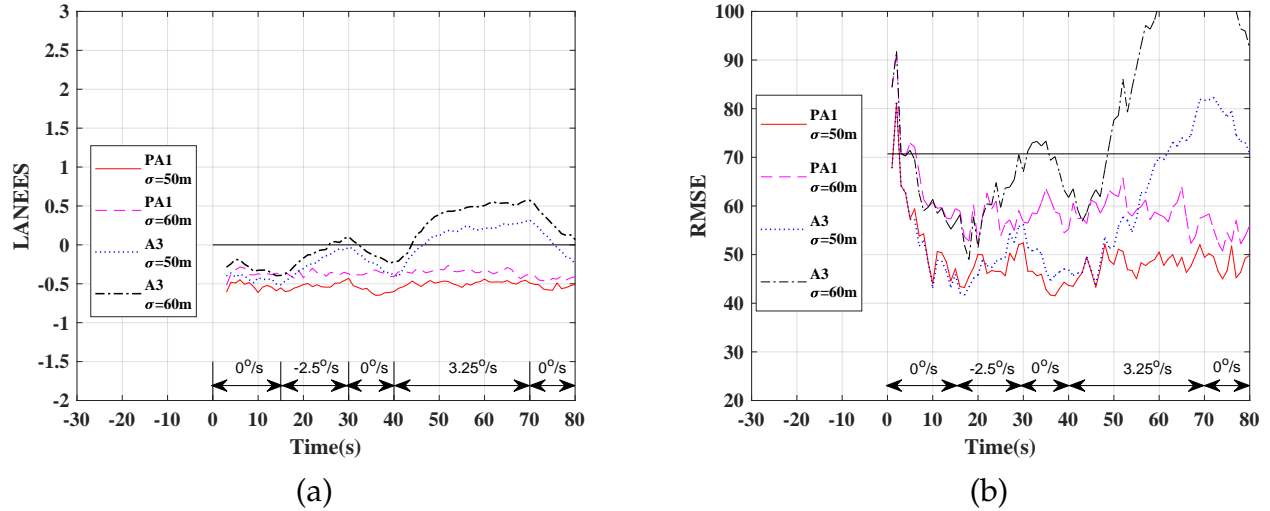 3
2.5
2
1.5
1
0.5
0
-0.5
-1
-1.5
-2
LANEES
PA1
σ=50m
PA1
σ=60m
A3
σ=50m
A3
σ=60m
0°/s
-2.5°/s
0°/s
3.25°/s
0°/s
-30 -20 -10 0 10 20 30 40 50 60 70 80
Time(s)
(a)
100
90
80
70
60
50
40
30
20
RMSE
PA1
σ=50m
PA1
σ=60m
A3
σ=50m
A3
σ=60m
0°/s
-2.5°/s
0°/s
3.25°/s
0°/s
-30 -20 -10 0 10 20 30 40 50 60 70 80
Time(s)
(b)